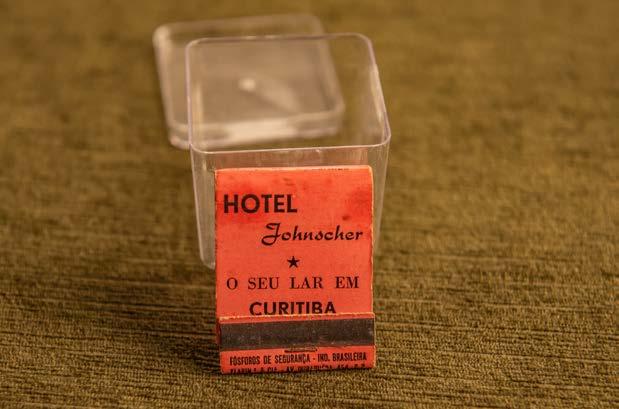 HOTEL
Johnscher
★
O SEU LAR EM
CURITIBA
FÓSFOROS DE SEGURANÇA - IND. BRASILEIRA